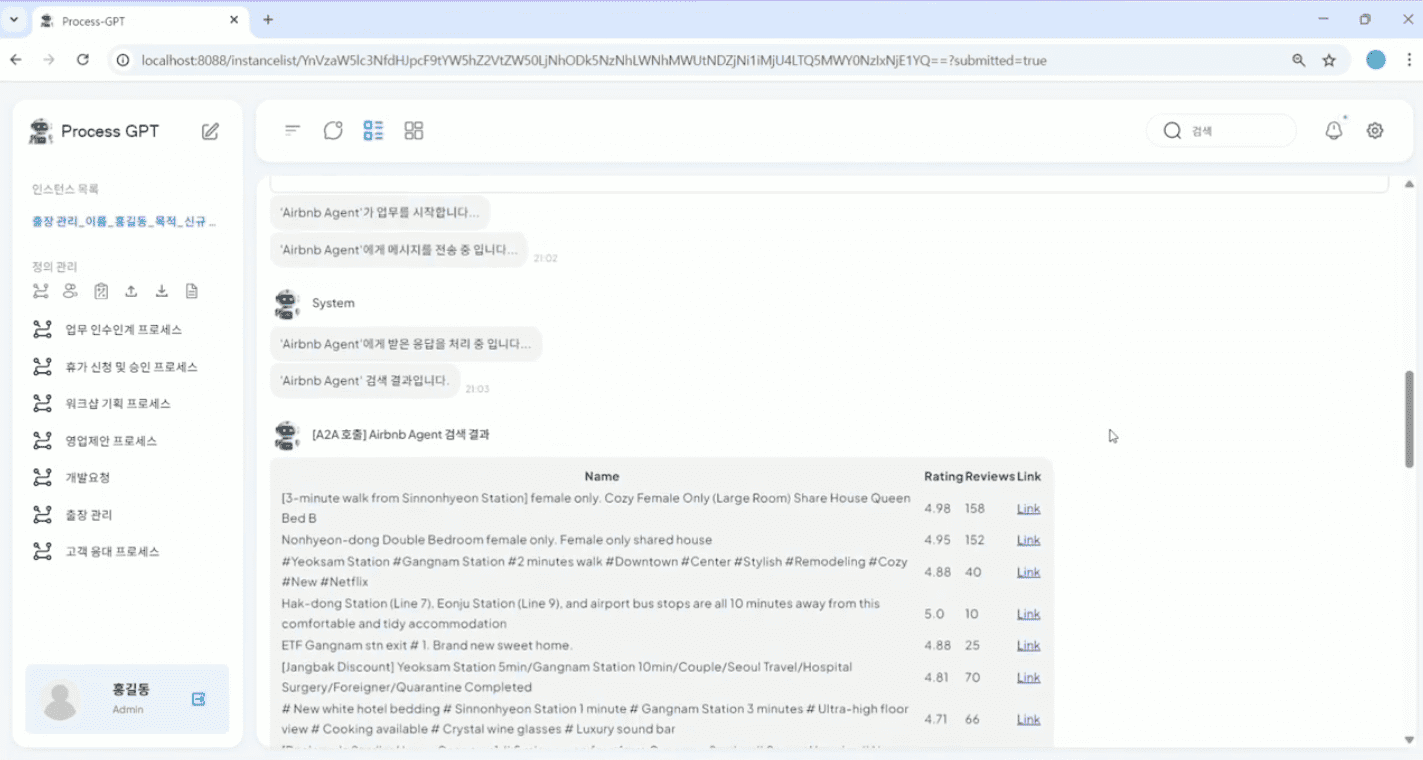 Process-GPT
localhost:8088/instancelist/YnVzaW5lc3NfdHJpcF9tYW5hZ2VtZW50LjNhODk5NzNhLWNhMWUtNDZjNi1iMjU4LTQ5MWY0NzIxNjE1YQ==?submitted=true
Process GPT
검색
인스턴스 목록
출장 관리_이름_홍길동_목적_신규 ...
정의 관리
업무 인수인계 프로세스
휴가 신청 및 승인 프로세스
워크샵 기획 프로세스
영업제안 프로세스
개발요청
출장 관리
고객 응대 프로세스
홍길동
Admin
'Airbnb Agent'가 업무를 시작합니다...
'Airbnb Agent'에게 메시지를 전송 중 입니다...
21:02
System
'Airbnb Agent'에게 받은 응답을 처리 중 입니다...
'Airbnb Agent' 검색 결과입니다.
21:03
[A2A 호출] Airbnb Agent 검색 결과
Name Rating Reviews Link
[3-minute walk from Sinnonhyeon Station] female only. Cozy Female Only (Large Room) Share House Queen
Bed B
4.98 158 Link
Nonhyeon-dong Double Bedroom female only. Female only shared house 4.95 152 Link
#Yeoksam Station #Gangnam Station #2 minutes walk #Downtown #Center #Stylish #Remodeling #Cozy
#New #Netflix
4.88 40 Link
Hak-dong Station (Line 7), Eonju Station (Line 9), and airport bus stops are all 10 minutes away from this
comfortable and tidy accommodation
5.0 10 Link
ETF Gangnam stn exit # 1. Brand new sweet home. 4.88 25 Link
[Jangbak Discount] Yeoksam Station 5min/Gangnam Station 10min/Couple/Seoul Travel/Hospital
Surgery/Foreigner/Quarantine Completed
4.81 70 Link
# New white hotel bedding # Sinnonhyeon Station 1 minute # Gangnam Station 3 minutes # Ultra-high floor
view # Cooking available # Crystal wine glasses # Luxury sound bar
4.71 66 Link